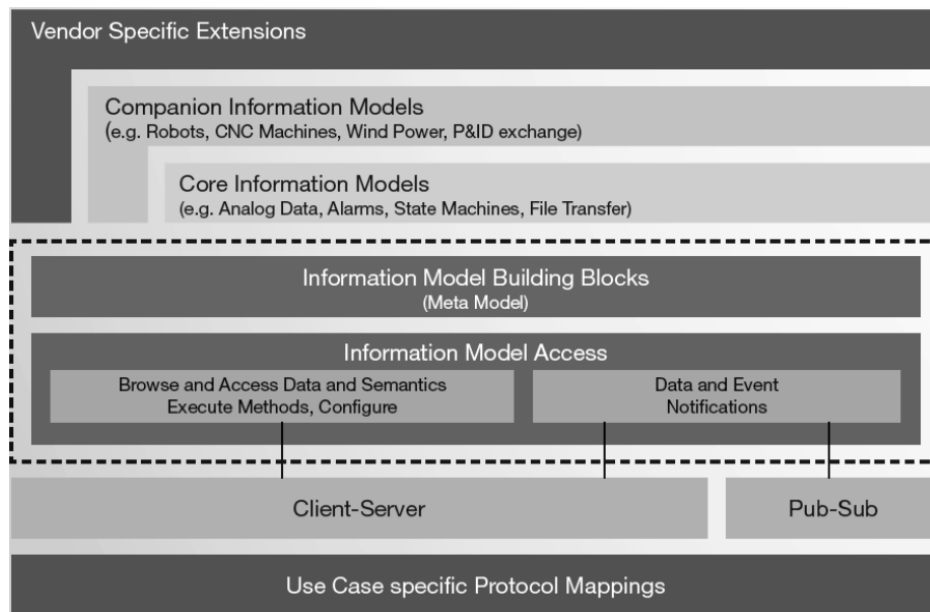 Vendor Specific Extensions
Companion Information Models
(e.g. Robots, CNC Machines, Wind Power, P&ID exchange)
Core Information Models
(e.g. Analog Data, Alarms, State Machines, File Transfer)
Information Model Building Blocks
(Meta Model)
Information Model Access
Browse and Access Data and Semantics
Execute Methods, Configure
Data and Event
Notifications
Client-Server
Pub-Sub
Use Case specific Protocol Mappings